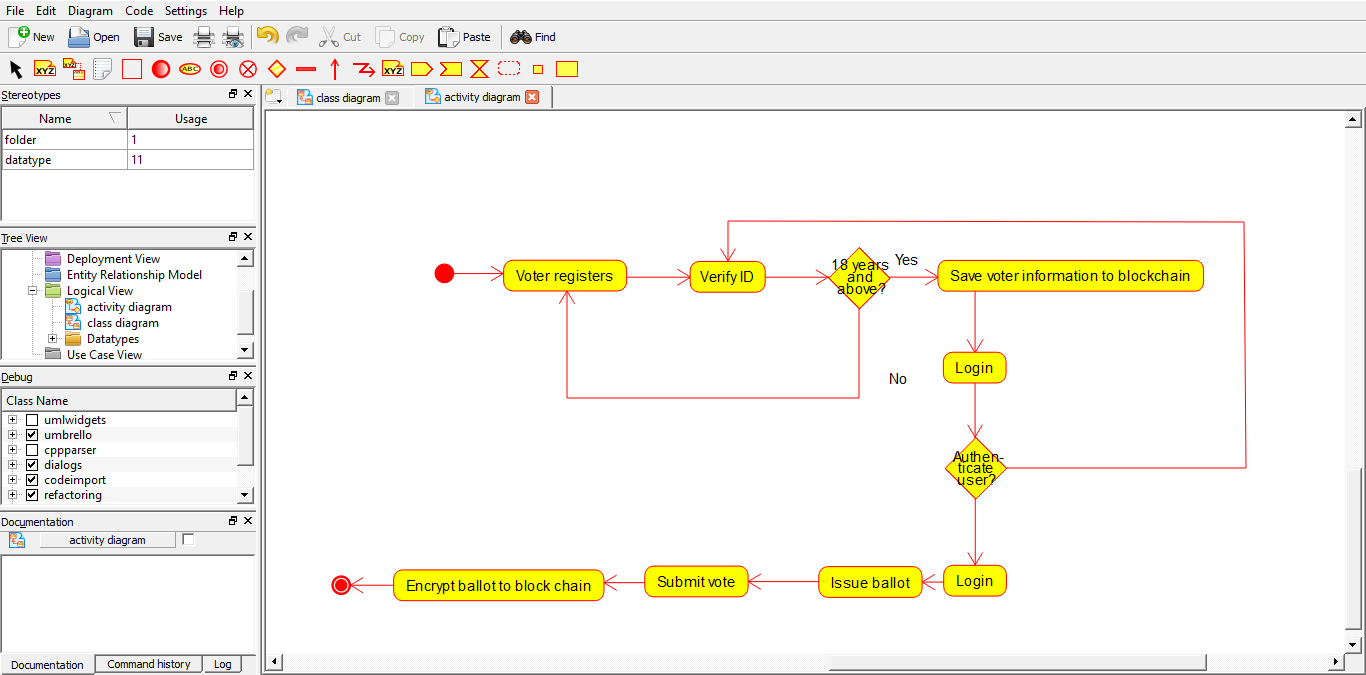 File Edit Diagram Code Settings Help
New Open Save Cut Copy Paste Find
XYZ XYZ ABC XYZ
Stereotypes
Name Usage
folder 1
datatype 11
Tree View
Deployment View
Entity Relationship Model
Logical View
activity diagram
class diagram
Datatypes
Use Case View
Debug
Class Name
umlwidgets
umbrello
cppparser
dialogs
codeimport
refactoring
Documentation
activity diagram
Documentation Command history Log
class diagram activity diagram
Voter registers
Verify ID
18 years
and
above?
Yes
Save voter information to blockchain
No
Login
Authen-
ticate
user?
Login
Issue ballot
Submit vote
Encrypt ballot to block chain